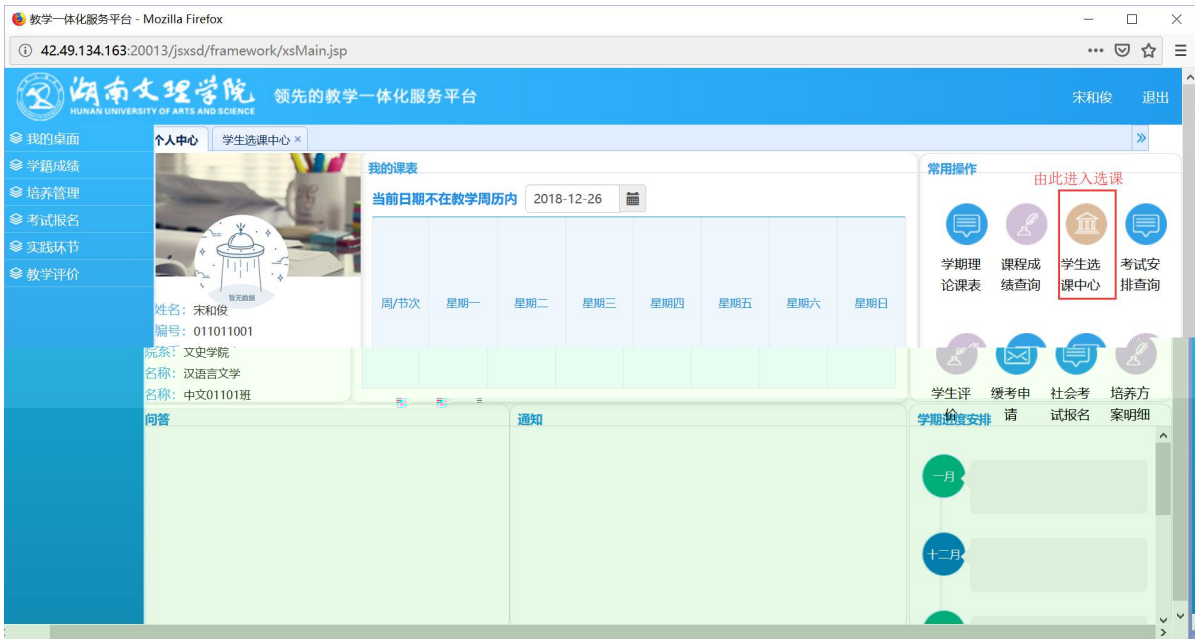 教学一体化服务平台 - Mozilla Firefox
42.49.134.163:20013/jsxsd/framework/xsMain.jsp
湖南文理学院
HUNAN UNIVERSITY OF ARTS AND SCIENCE
领先的教学一体化服务平台
宋和俊 退出
我的桌面
学籍成绩
培养管理
考试报名
实践环节
教学评价
个人中心 学生选课中心 ×
暂无数据
姓名：宋和俊
编号：011011001
院系：文史学院
名称：汉语言文学
名称：中文01101班
我的课表
当前日期不在教学周历内 2018-12-26
周/节次 星期一 星期二 星期三 星期四 星期五 星期六 星期日
常用操作
由此进入选课
学期理论课表
课程成绩查询
学生选课中心
考试安排查询
学生评价
缓考申请
社会考试报名
培养方案明细
问答
通知
学期进度安排
一月
十二月